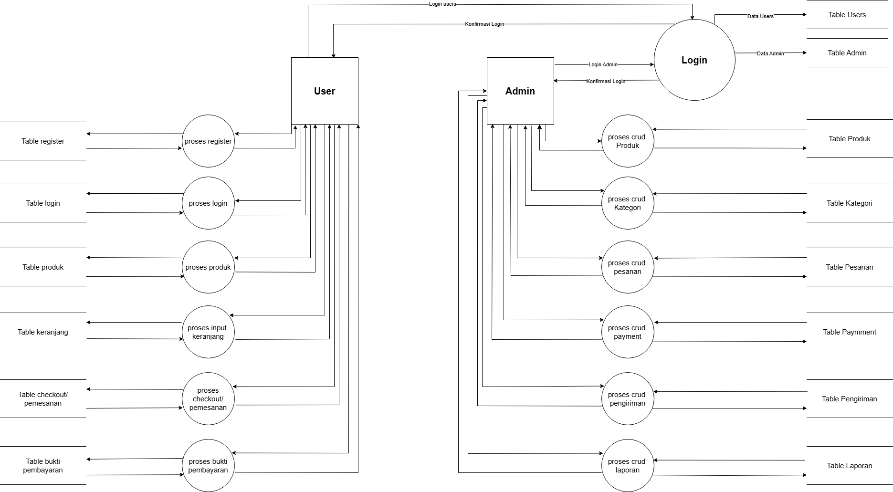 Login users
Konfirmasi Login
Data Users
Table Users
Login
Data Admin
Table Admin
Login Admin
Konfirmasi Login
User
Admin
Table register
proses register
proses crud
Produk
Table Produk
Table login
proses login
proses crud
Kategori
Table Kategori
Table produk
proses produk
proses crud
pesanan
Table Pesanan
Table keranjang
proses input
keranjang
proses crud
payment
Table Paynment
Table checkout/
pemesanan
proses
checkout/
pemesanan
proses crud
pengiriman
Table Pengiriman
Table bukti
pembayaran
proses bukti
pembayaran
proses crud
laporan
Table Laporan